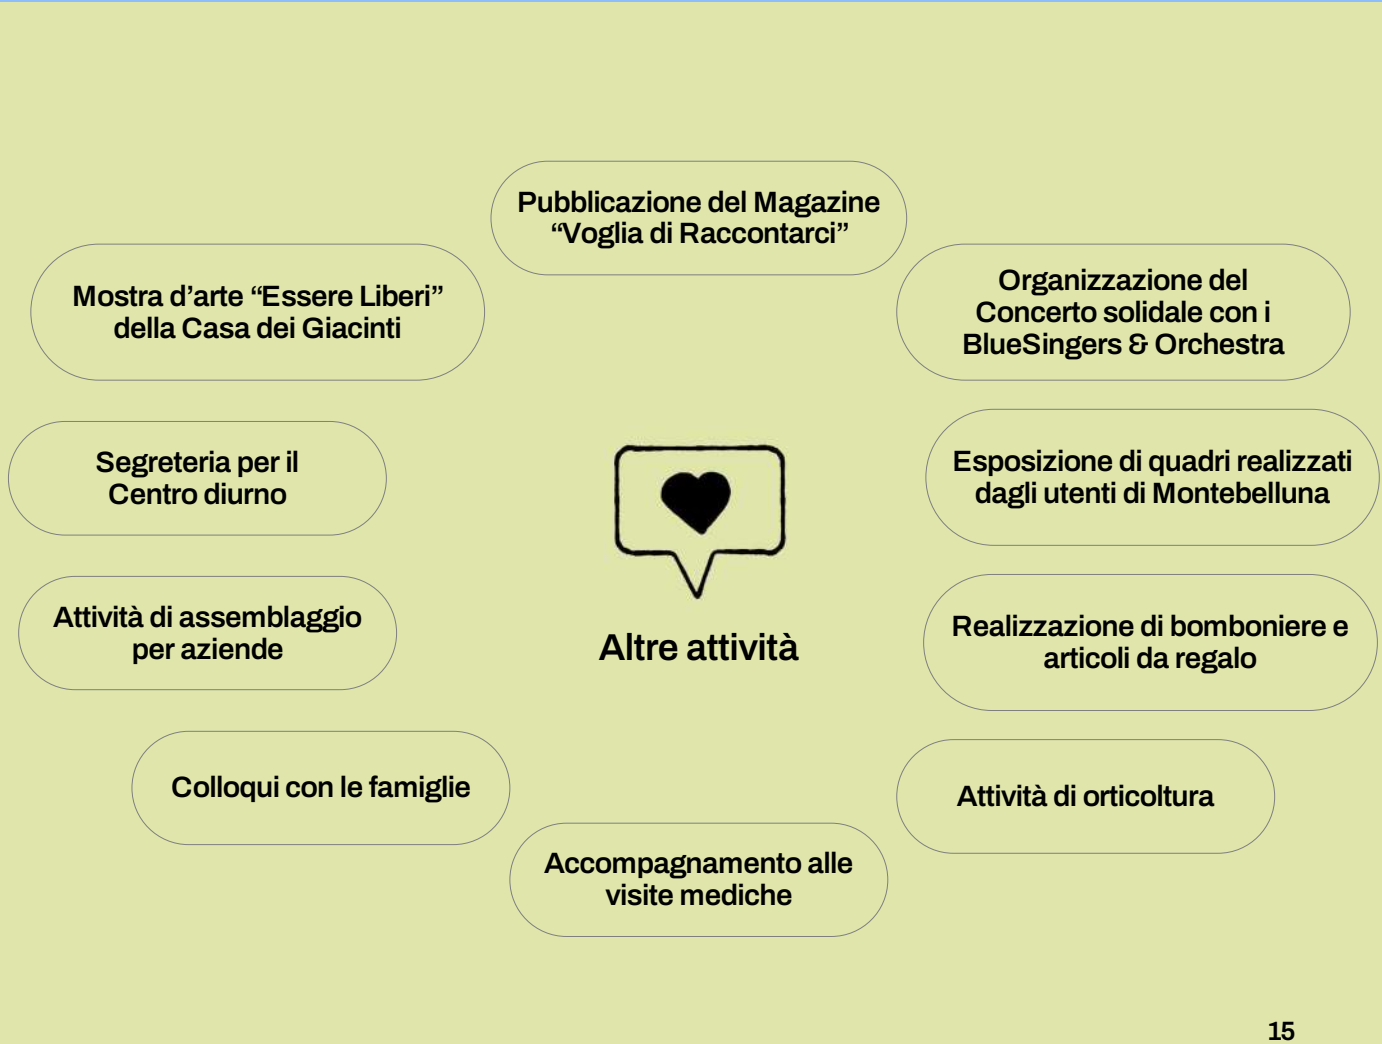 Pubblicazione del Magazine
“Voglia di Raccontarci”
Mostra d’arte “Essere Liberi”
della Casa dei Giacinti
Organizzazione del
Concerto solidale con i
BlueSingers & Orchestra
Segreteria per il
Centro diurno
Esposizione di quadri realizzati
dagli utenti di Montebelluna
Attività di assemblaggio
per aziende
Altre attività
Realizzazione di bomboniere e
articoli da regalo
Colloqui con le famiglie
Attività di orticoltura
Accompagnamento alle
visite mediche
15